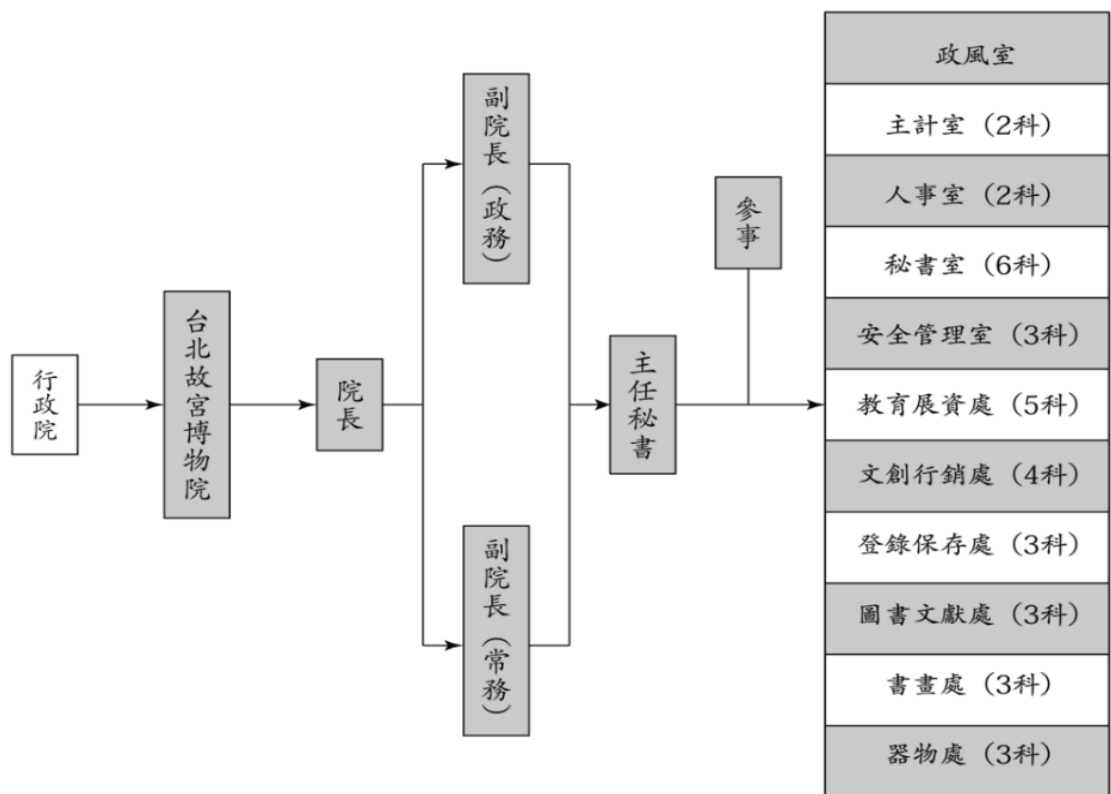 行政院
台北故宮博物院
院長
副院長（政務）
副院長（常務）
主任秘書
參事
政風室
主計室（2科）
人事室（2科）
秘書室（6科）
安全管理室（3科）
教育展資處（5科）
文創行銷處（4科）
登錄保存處（3科）
圖書文獻處（3科）
書畫處（3科）
器物處（3科）